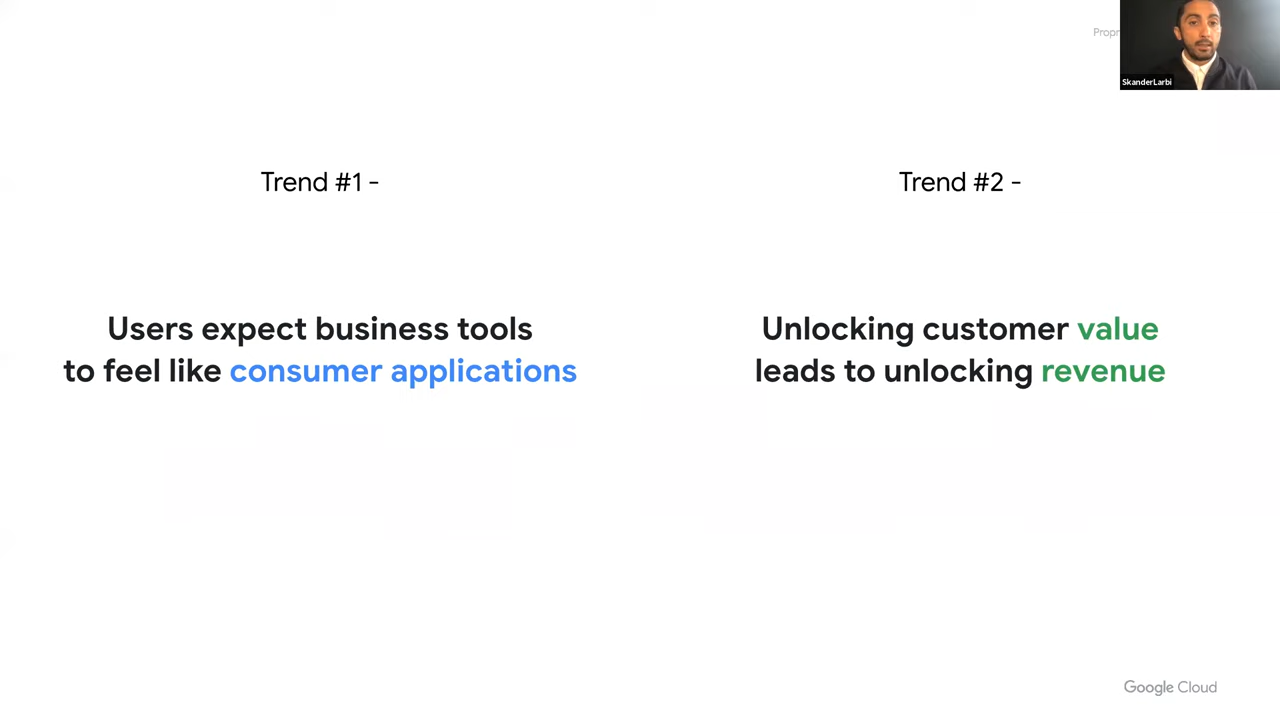 SkanderLarbi
Trend #1 -
Users expect business tools
to feel like consumer applications
Trend #2 -
Unlocking customer value
leads to unlocking revenue
Google Cloud